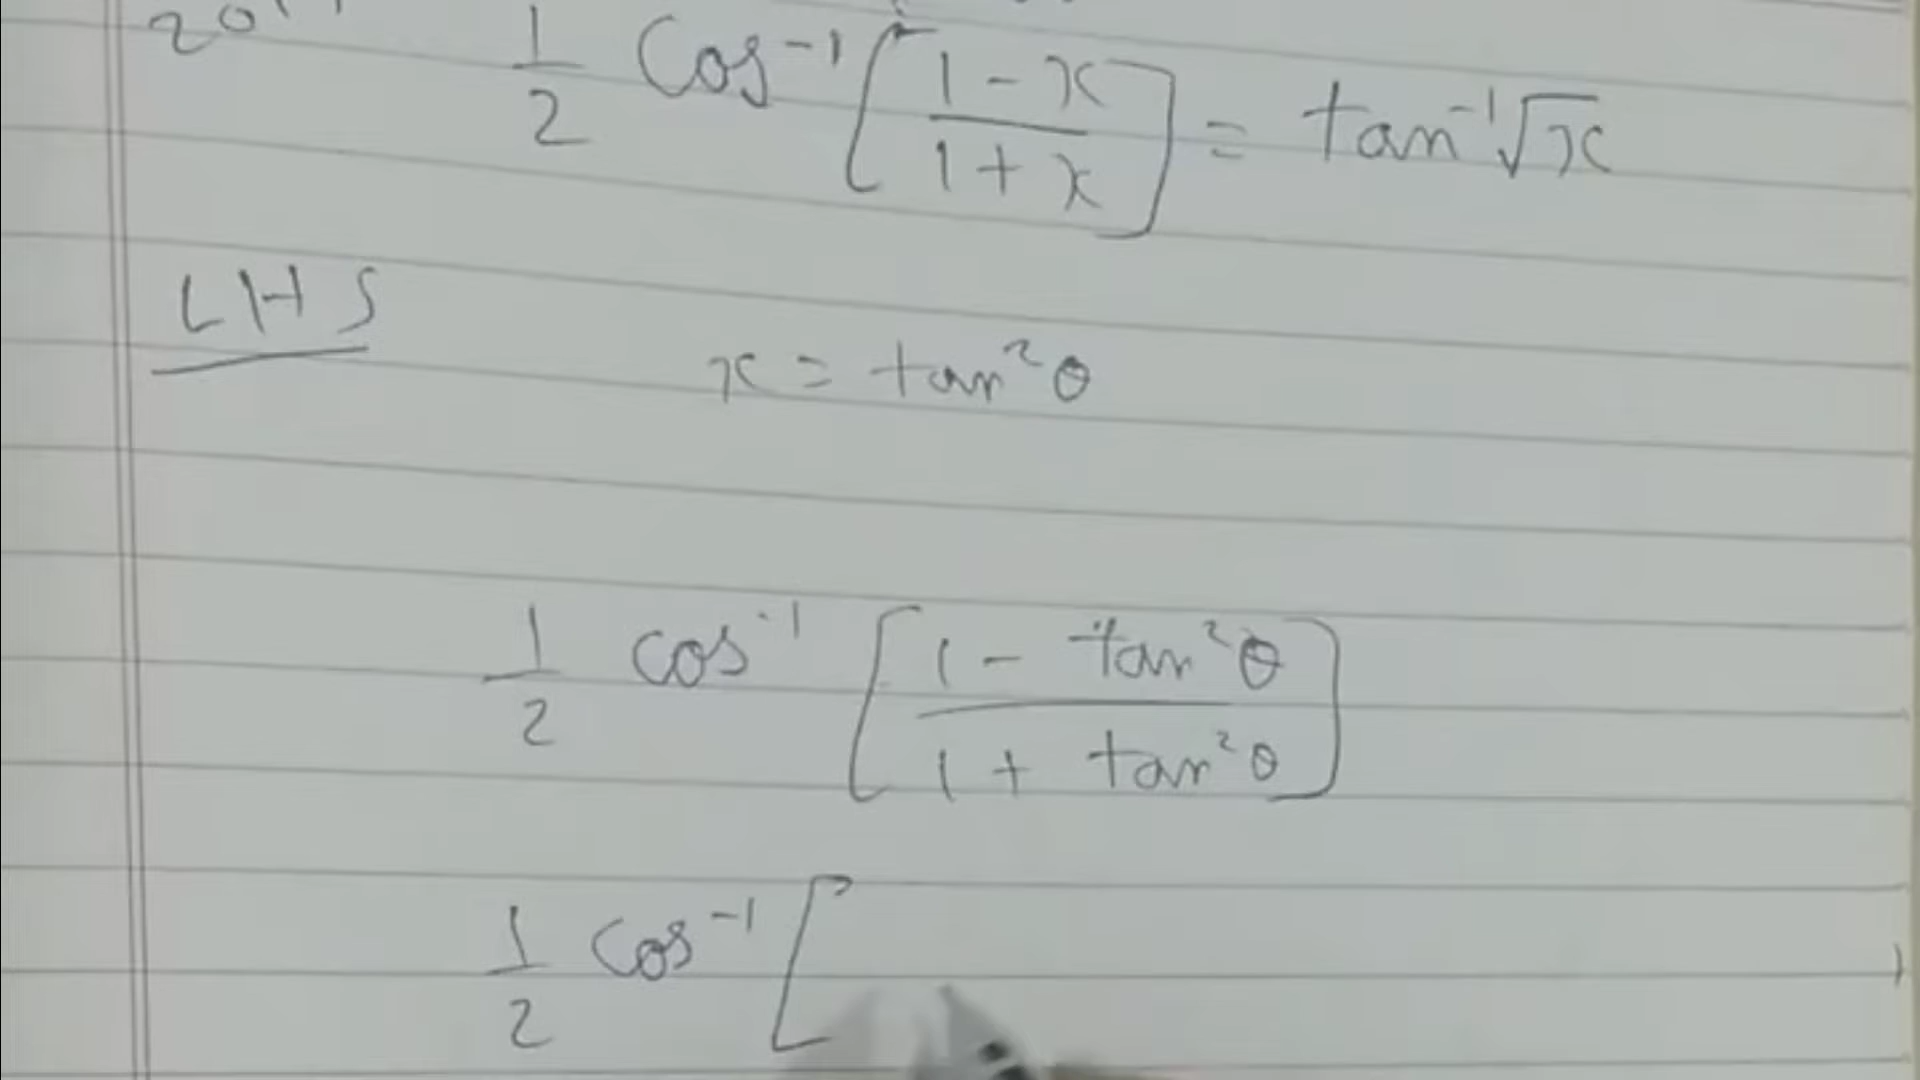 1/2 Cos⁻¹[(1-x)/(1+x)] = tan⁻¹√x
LHS
x = tan²θ
1/2 cos⁻¹[(1 - tan²θ)/(1 + tan²θ)]
1/2 Cos⁻¹[